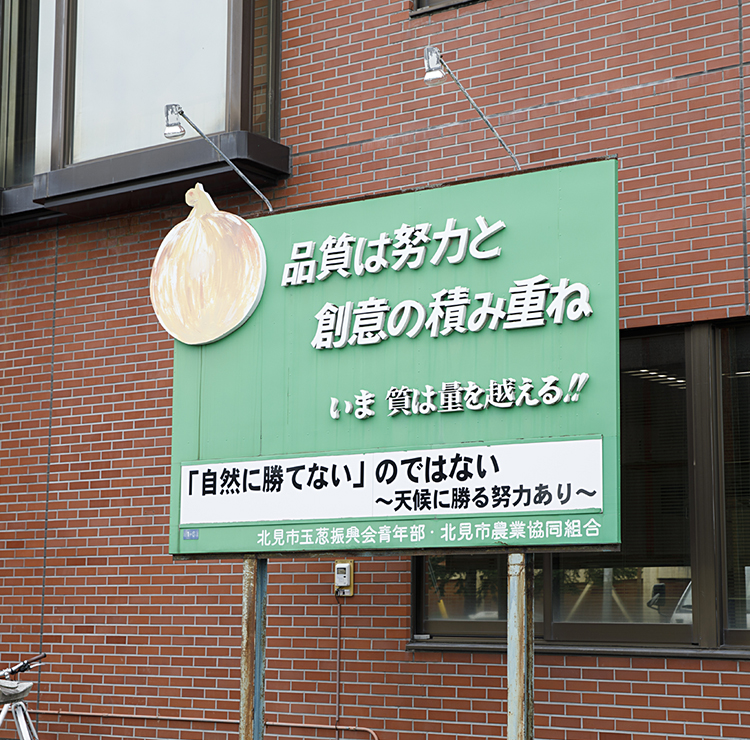 品質は努力と
創意の積み重ね
いま 質は量を越える!!
「自然に勝てない」のではない
～天候に勝る努力あり～
北見市玉葱振興会青年部・北見市農業協同組合